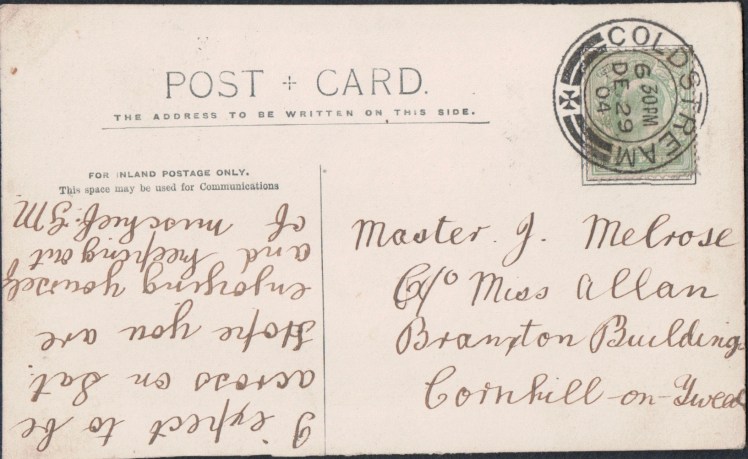 POST + CARD.
THE ADDRESS TO BE WRITTEN ON THIS SIDE.
FOR INLAND POSTAGE ONLY.
This space may be used for Communications
I expect to be
across on Sat.
Hope you are
enjoying yourself
and keeping out
of mischief. GM
COLDSTREAM
6 30PM
DE 29
04
Master. J. Melrose
C/o Miss Allan
Branxton Buildings
Cornhill-on-Tweed